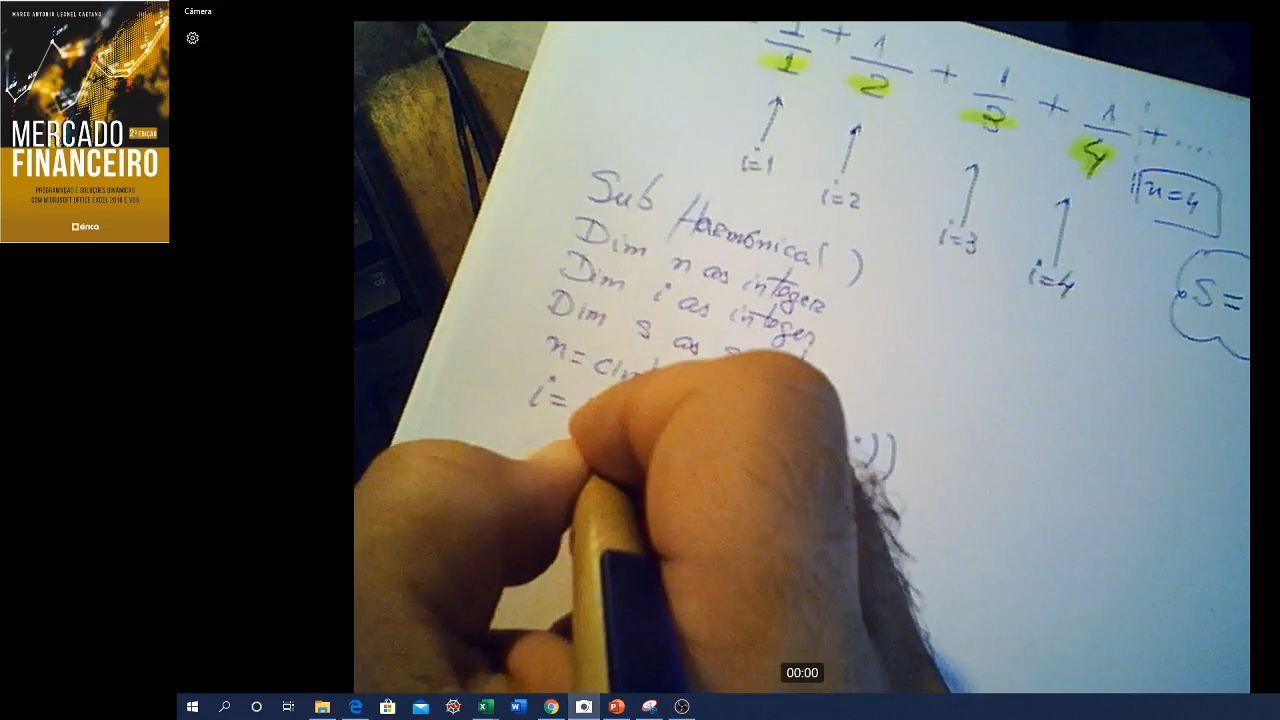 MARCO ANTONIO LEONEL CAETANO
MERCADO 2ª EDIÇÃO
FINANCEIRO
PROGRAMAÇÃO E SOLUÇÕES DINÂMICAS
COM MICROSOFT OFFICE EXCEL 2016 E VBA
érica
Câmera
1/1 + 1/2 + 1/3 + 1/4 + .....
i=1 i=2 i=3 i=4
n=4
S=
Sub Harmônica( )
Dim n as integer
Dim i as integer
Dim s as
n=
i=
))
00:00